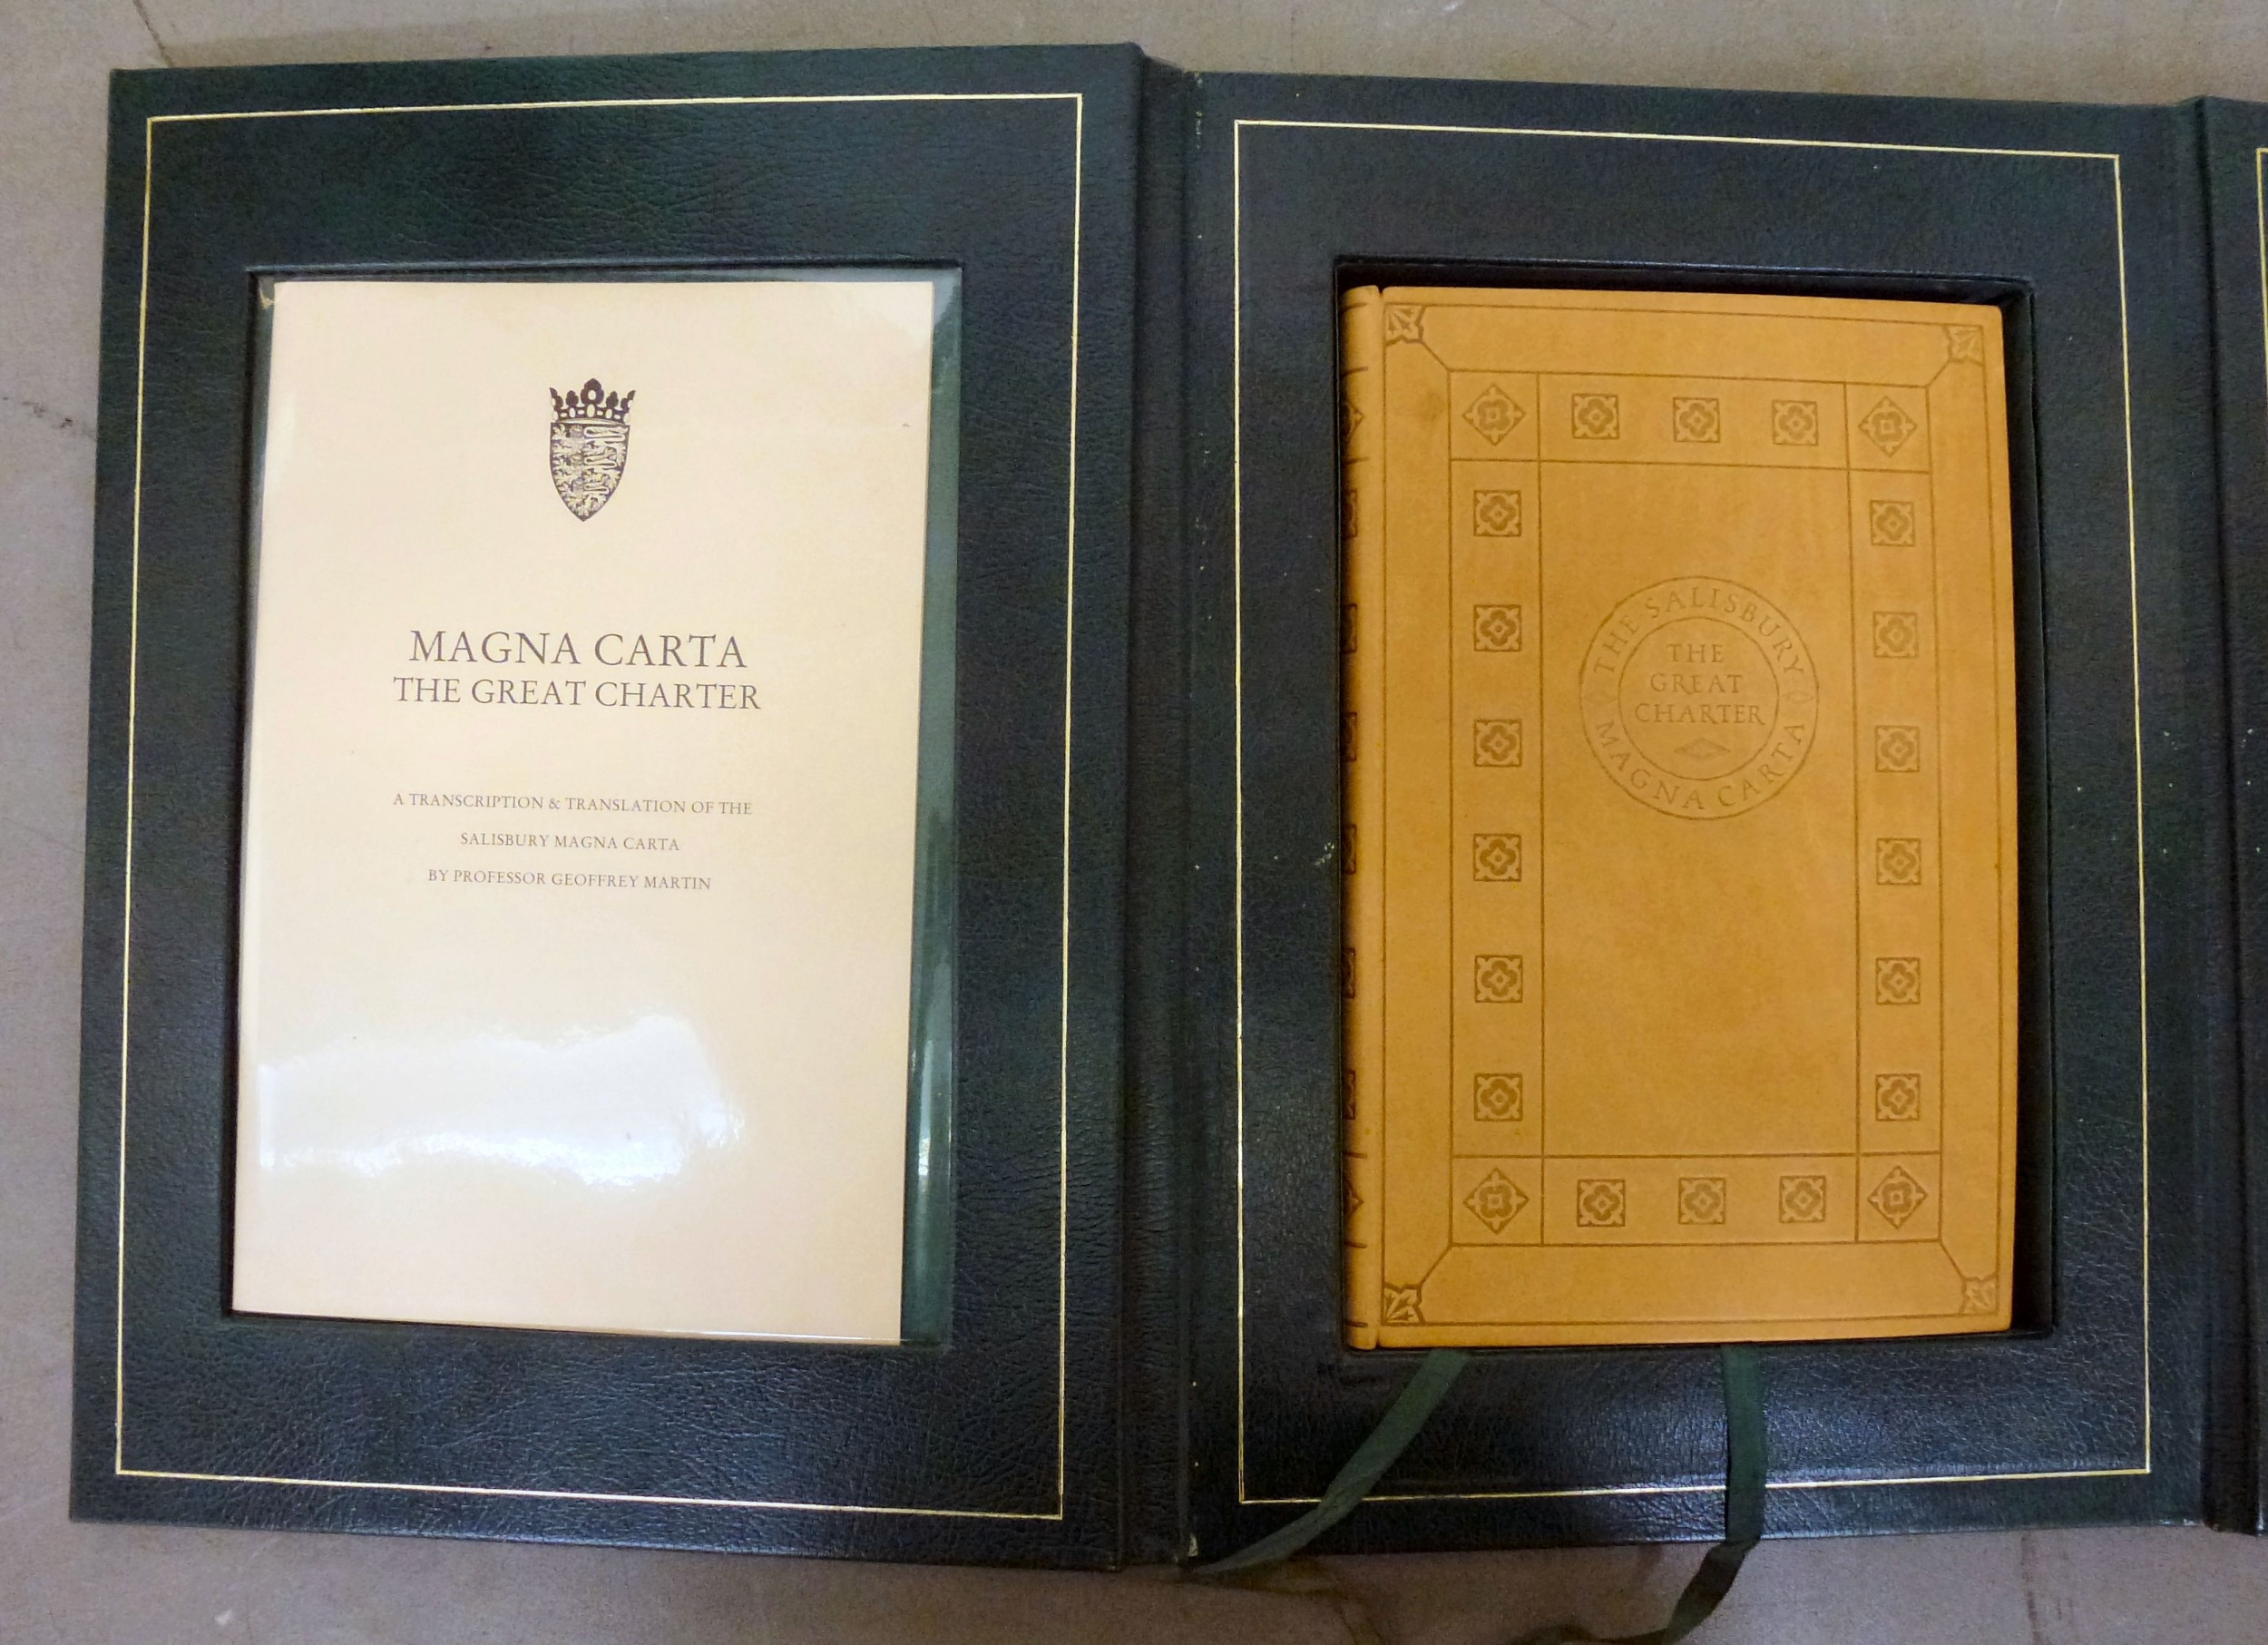 MAGNA CARTA
THE GREAT CHARTER
A TRANSCRIPTION & TRANSLATION OF THE
SALISBURY MAGNA CARTA
BY PROFESSOR GEOFFREY MARTIN
THE SALISBURY
MAGNA CARTA
THE
GREAT
CHARTER